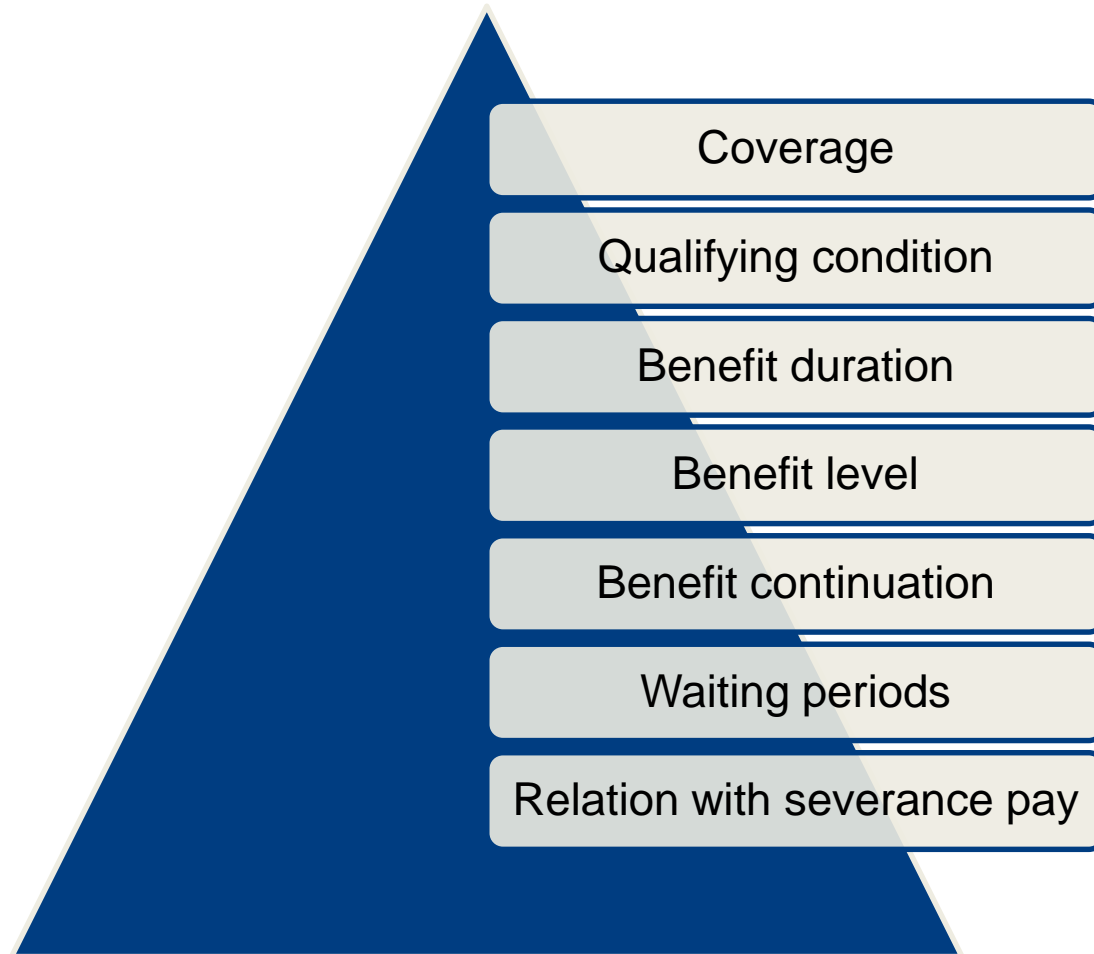 Coverage
Qualifying condition
Benefit duration
Benefit level
Benefit continuation
Waiting periods
Relation with severance pay